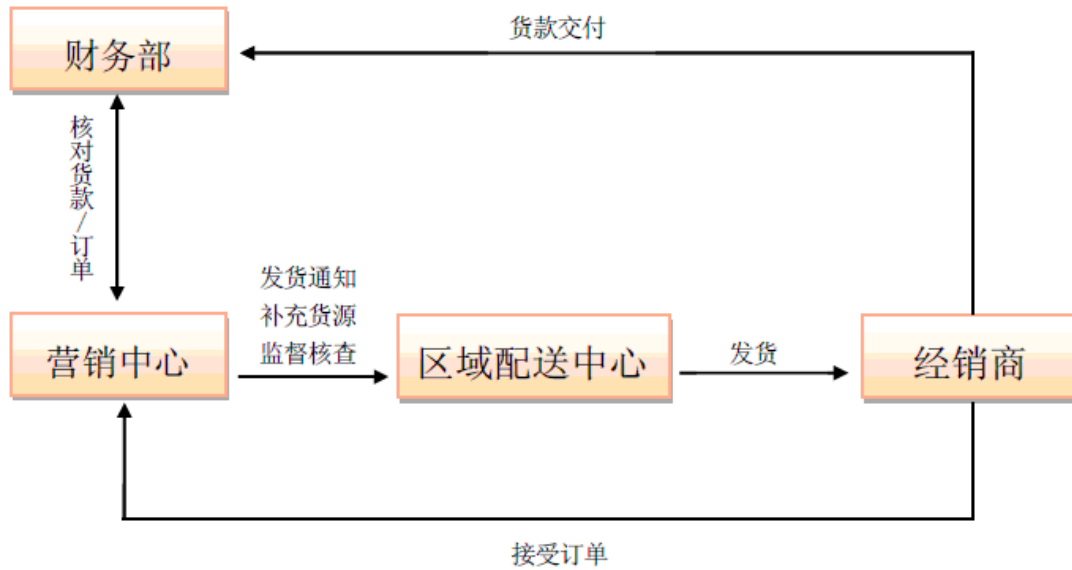 货款交付
财务部
核对货款/订单
发货通知
补充货源
监督核查
营销中心
区域配送中心
发货
经销商
接受订单